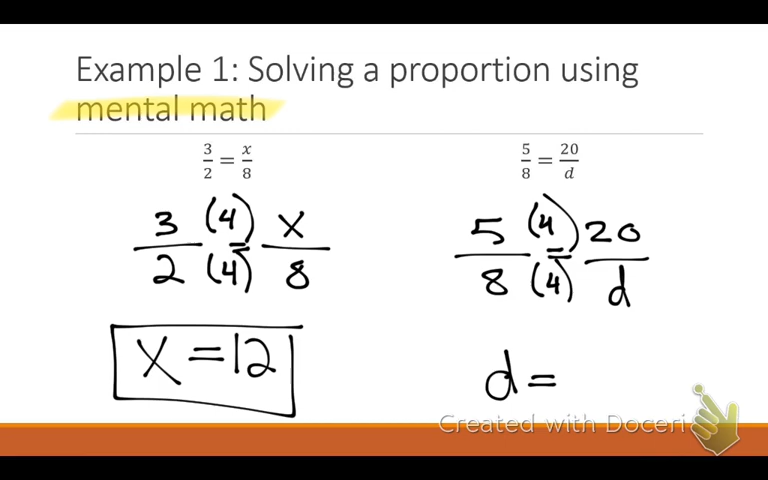 Example 1: Solving a proportion using
mental math
3/2 = x/8
5/8 = 20/d
3 (4) = x
2 (4) 8
5 (4) = 20
8 (4) d
x = 12
d =
Created with Doceri